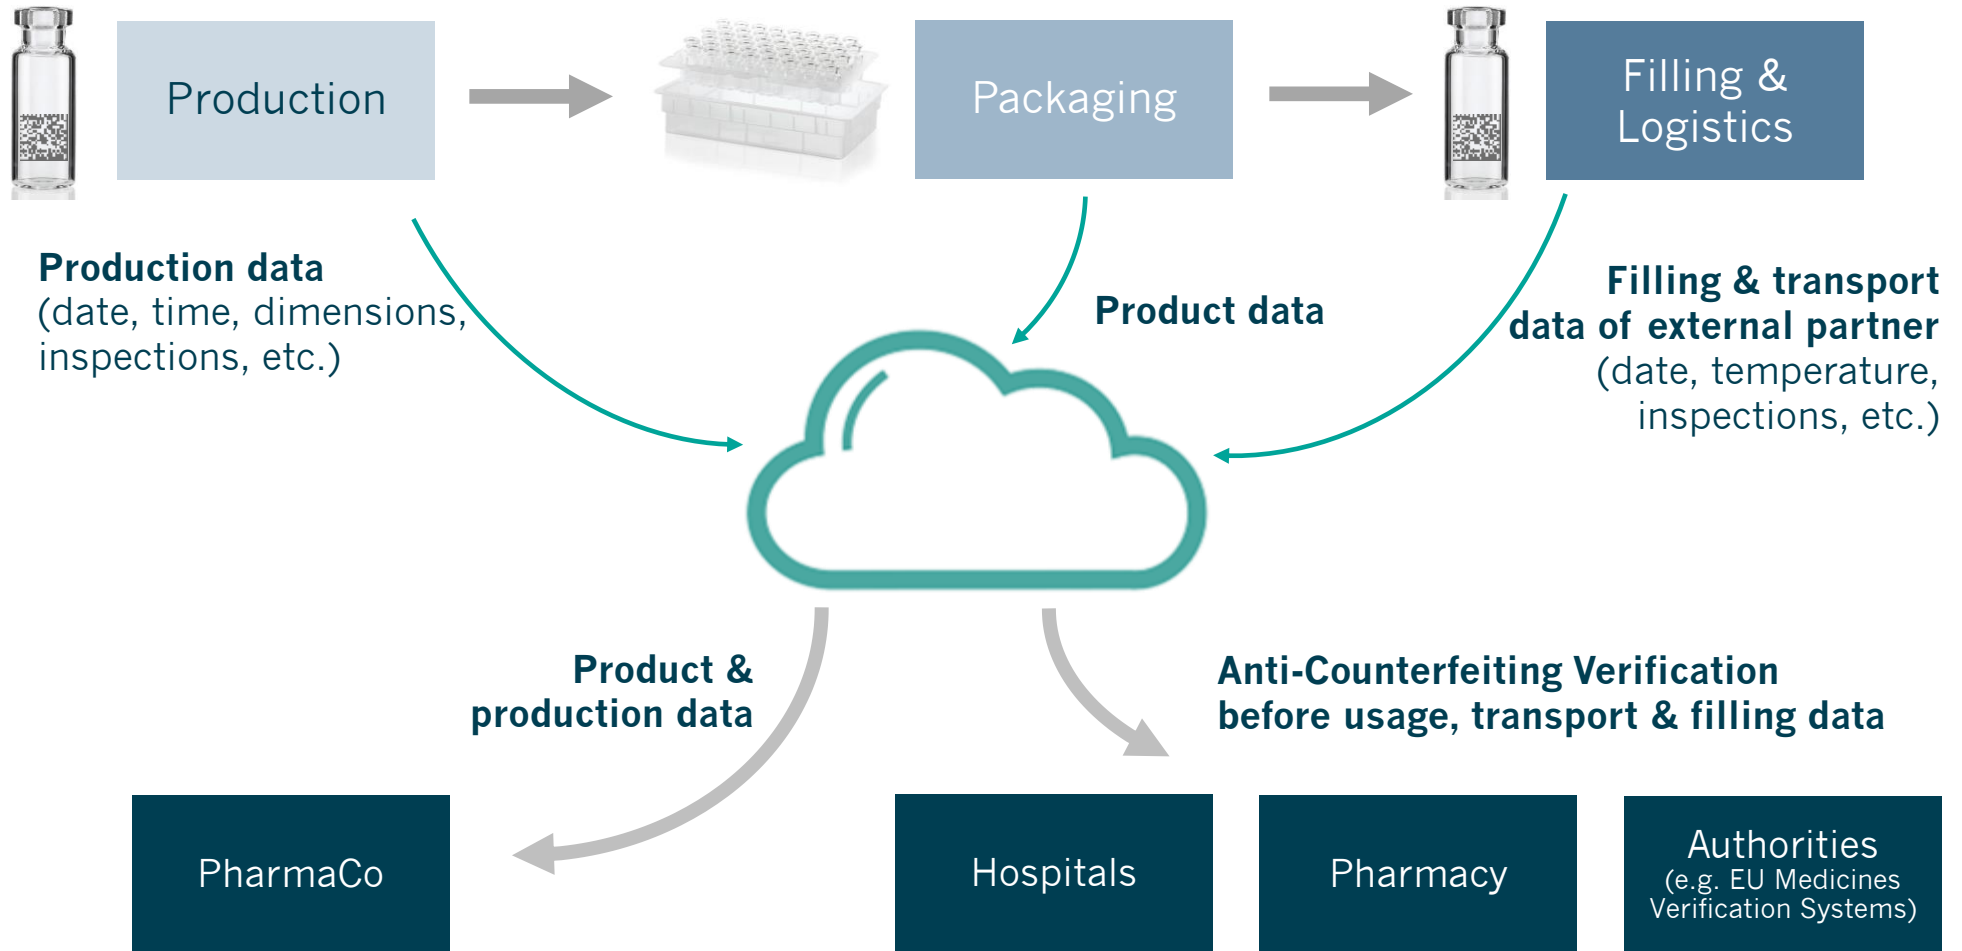 Production
Packaging
Filling &
Logistics
Production data
(date, time, dimensions,
inspections, etc.)
Product data
Filling & transport
data of external partner
(date, temperature,
inspections, etc.)
Product &
production data
Anti-Counterfeiting Verification
before usage, transport & filling data
PharmaCo
Hospitals
Pharmacy
Authorities
(e.g. EU Medicines
Verification Systems)